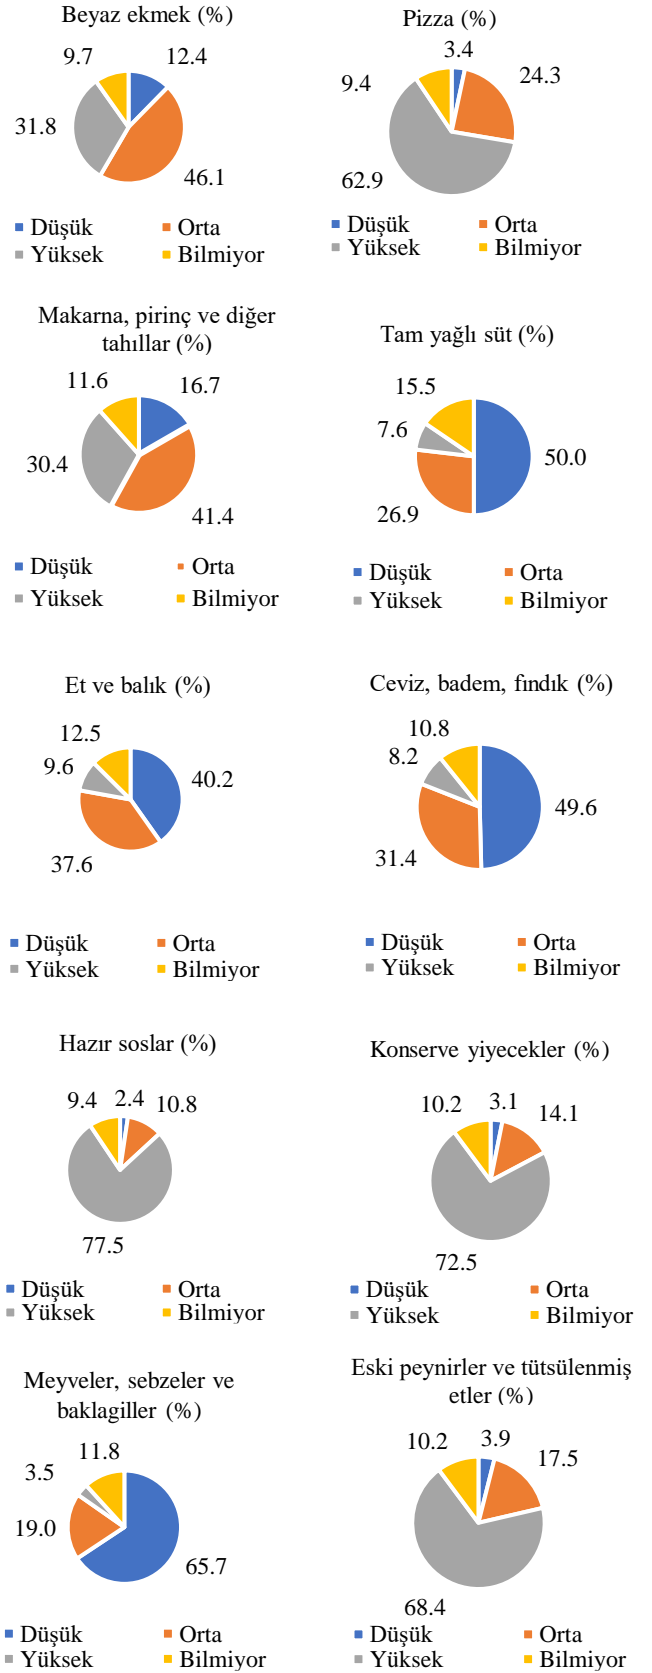 Beyaz ekmek (%)
9.7
12.4
31.8
46.1
Düşük
Orta
Yüksek
Bilmiyor
Pizza (%)
3.4
24.3
9.4
62.9
Düşük
Orta
Yüksek
Bilmiyor
Makarna, pirinç ve diğer
tahıllar (%)
11.6
16.7
30.4
41.4
Düşük
Orta
Yüksek
Bilmiyor
Tam yağlı süt (%)
15.5
7.6
50.0
26.9
Düşük
Orta
Yüksek
Bilmiyor
Et ve balık (%)
12.5
9.6
40.2
37.6
Düşük
Orta
Yüksek
Bilmiyor
Ceviz, badem, fındık (%)
10.8
8.2
49.6
31.4
Düşük
Orta
Yüksek
Bilmiyor
Hazır soslar (%)
9.4
2.4
10.8
77.5
Düşük
Orta
Yüksek
Bilmiyor
Konserve yiyecekler (%)
10.2
3.1
14.1
72.5
Düşük
Orta
Yüksek
Bilmiyor
Meyveler, sebzeler ve
baklagiller (%)
11.8
3.5
19.0
65.7
Düşük
Orta
Yüksek
Bilmiyor
Eski peynirler ve tütsülenmiş
etler (%)
10.2
3.9
17.5
68.4
Düşük
Orta
Yüksek
Bilmiyor